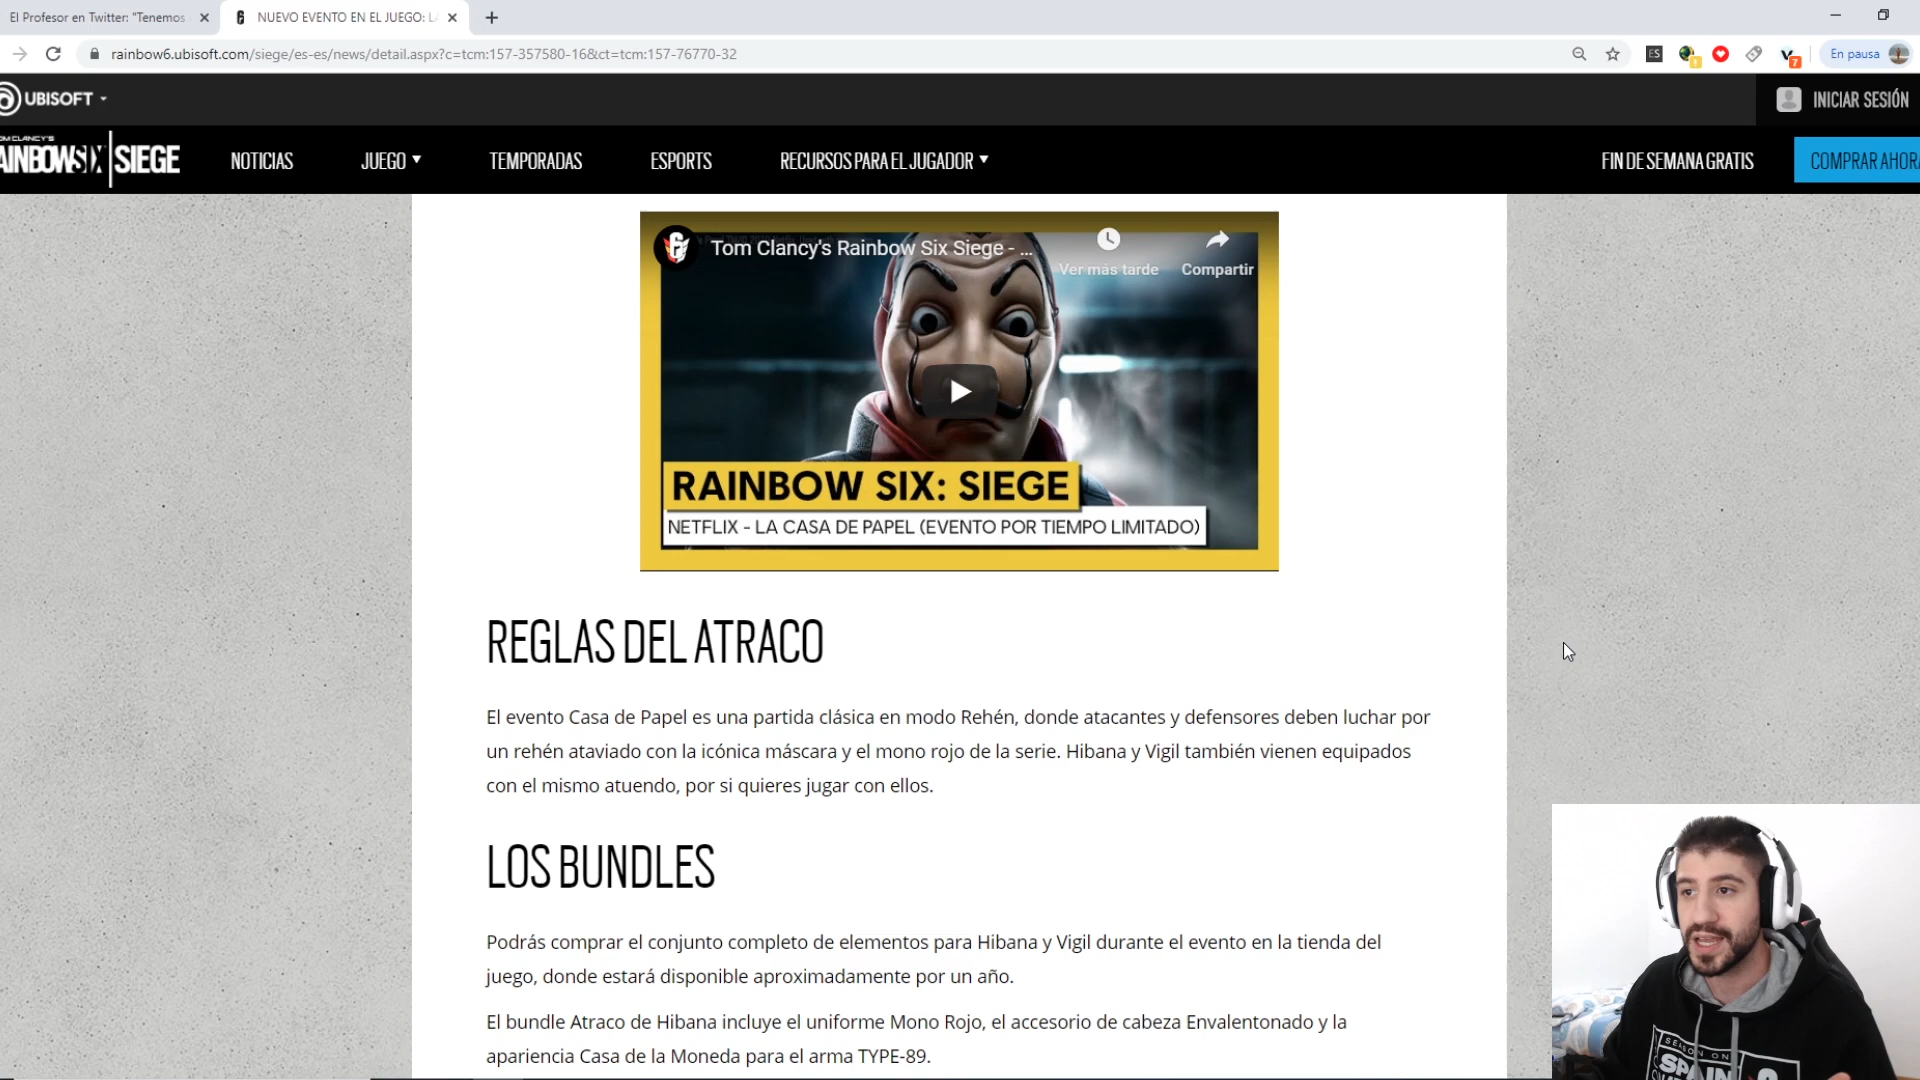 El Profesor en Twitter: "Tenemos
NUEVO EVENTO EN EL JUEGO: LA
rainbow6.ubisoft.com/siege/es-es/news/detail.aspx?c=tcm:157-357580-16&ct=tcm:157-76770-32
ES
7
En pausa
UBISOFT
INICIAR SESIÓN
AINBOWSIX SIEGE
NOTICIAS
JUEGO
TEMPORADAS
ESPORTS
RECURSOS PARA EL JUGADOR
FIN DE SEMANA GRATIS
COMPRAR AHORA
Tom Clancy's Rainbow Six Siege - ...
Ver más tarde
Compartir
RAINBOW SIX: SIEGE
NETFLIX - LA CASA DE PAPEL (EVENTO POR TIEMPO LIMITADO)
REGLAS DEL ATRACO
El evento Casa de Papel es una partida clásica en modo Rehén, donde atacantes y defensores deben luchar por
un rehén ataviado con la icónica máscara y el mono rojo de la serie. Hibana y Vigil también vienen equipados
con el mismo atuendo, por si quieres jugar con ellos.
LOS BUNDLES
Podrás comprar el conjunto completo de elementos para Hibana y Vigil durante el evento en la tienda del
juego, donde estará disponible aproximadamente por un año.
El bundle Atraco de Hibana incluye el uniforme Mono Rojo, el accesorio de cabeza Envalentonado y la
apariencia Casa de la Moneda para el arma TYPE-89.
SEASON ON
SPAIN